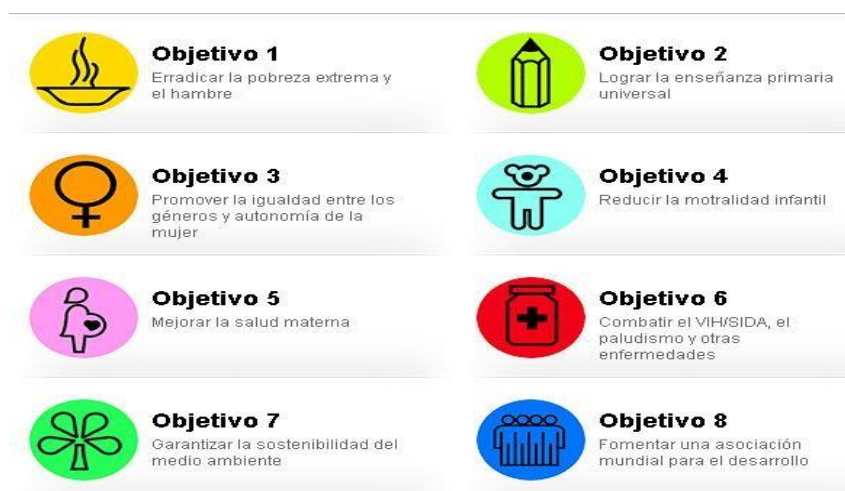 Objetivo 1
Erradicar la pobreza extrema y
el hambre
Objetivo 2
Lograr la enseñanza primaria
universal
Objetivo 3
Promover la igualdad entre los
géneros y autonomía de la
mujer
Objetivo 4
Reducir la motralidad infantil
Objetivo 5
Mejorar la salud materna
Objetivo 6
Combatir el VIH/SIDA, el
paludismo y otras
enfermedades
Objetivo 7
Garantizar la sostenibilidad del
medio ambiente
Objetivo 8
Fomentar una asociación
mundial para el desarrollo